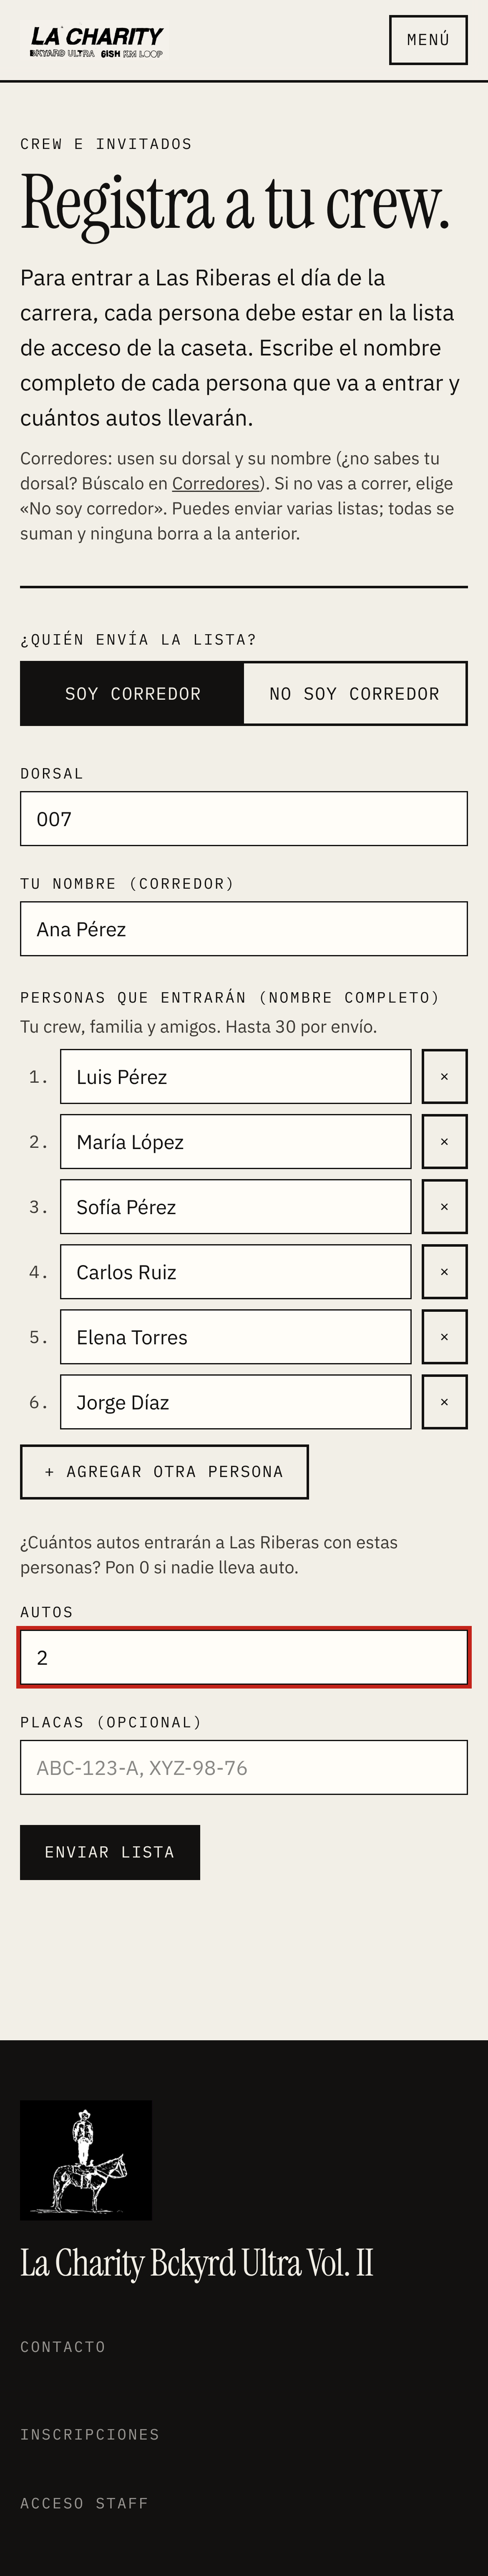 LA CHARITY
BKYARD ULTRA 6ISH KM LOOP
MENÚ
CREW E INVITADOS
Registra a tu crew.
Para entrar a Las Riberas el día de la
carrera, cada persona debe estar en la lista
de acceso de la caseta. Escribe el nombre
completo de cada persona que va a entrar y
cuántos autos llevarán.
Corredores: usen su dorsal y su nombre (¿no sabes tu
dorsal? Búscalo en Corredores). Si no vas a correr, elige
«No soy corredor». Puedes enviar varias listas; todas se
suman y ninguna borra a la anterior.
¿QUIÉN ENVÍA LA LISTA?
SOY CORREDOR NO SOY CORREDOR
DORSAL
007
TU NOMBRE (CORREDOR)
Ana Pérez
PERSONAS QUE ENTRARÁN (NOMBRE COMPLETO)
Tu crew, familia y amigos. Hasta 30 por envío.
1. Luis Pérez ×
2. María López ×
3. Sofía Pérez ×
4. Carlos Ruiz ×
5. Elena Torres ×
6. Jorge Díaz ×
+ AGREGAR OTRA PERSONA
¿Cuántos autos entrarán a Las Riberas con estas
personas? Pon 0 si nadie lleva auto.
AUTOS
2
PLACAS (OPCIONAL)
ABC-123-A, XYZ-98-76
ENVIAR LISTA
La Charity Bckyrd Ultra Vol. II
CONTACTO
INSCRIPCIONES
ACCESO STAFF